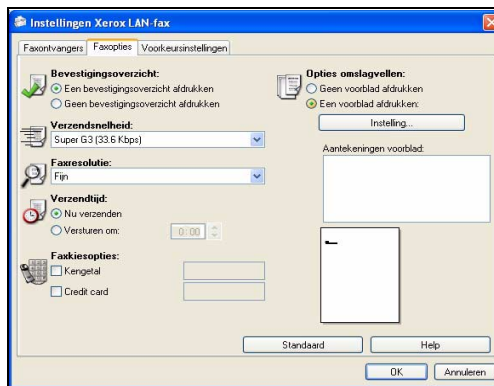 Instellingen Xerox LAN-fax
Faxontvangers Faxopties Voorkeursinstellingen
Bevestigingsoverzicht:
Een bevestigingsoverzicht afdrukken
Geen bevestigingsoverzicht afdrukken
Verzendsnelheid:
Super G3 (33.6 Kbps)
Faxresolutie:
Fijn
Verzendtijd:
Nu verzenden
Versturen om: 0:00
Faxkiesopties:
Kengetal
Credit card
Opties omslagvellen:
Geen voorblad afdrukken
Een voorblad afdrukken:
Instelling...
Aantekeningen voorblad:
Standaard Help
OK Annuleren